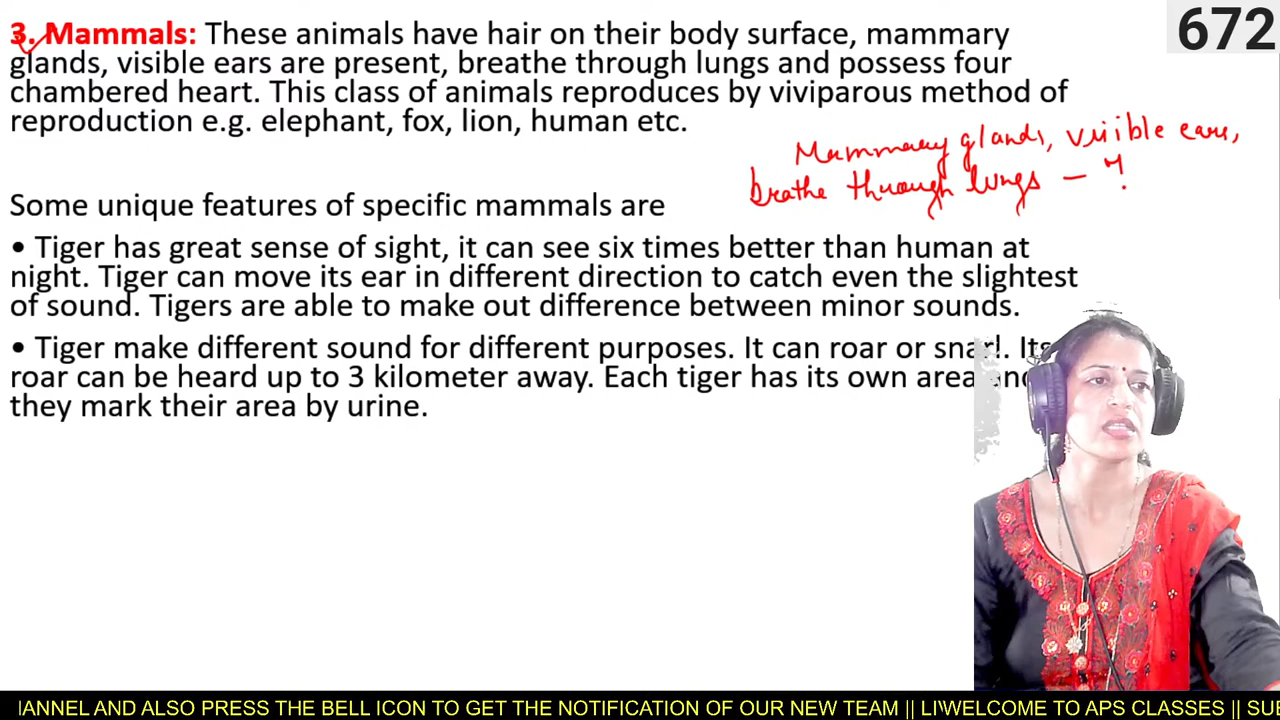 672
3. Mammals: These animals have hair on their body surface, mammary
glands, visible ears are present, breathe through lungs and possess four
chambered heart. This class of animals reproduces by viviparous method of
reproduction e.g. elephant, fox, lion, human etc.
Mammary glands, visible ears,
breathe through lungs – ?
Some unique features of specific mammals are
• Tiger has great sense of sight, it can see six times better than human at
night. Tiger can move its ear in different direction to catch even the slightest
of sound. Tigers are able to make out difference between minor sounds.
• Tiger make different sound for different purposes. It can roar or snarl. Its
roar can be heard up to 3 kilometer away. Each tiger has its own area and
they mark their area by urine.
ANNEL AND ALSO PRESS THE BELL ICON TO GET THE NOTIFICATION OF OUR NEW TEAM || LI WELCOME TO APS CLASSES || SU